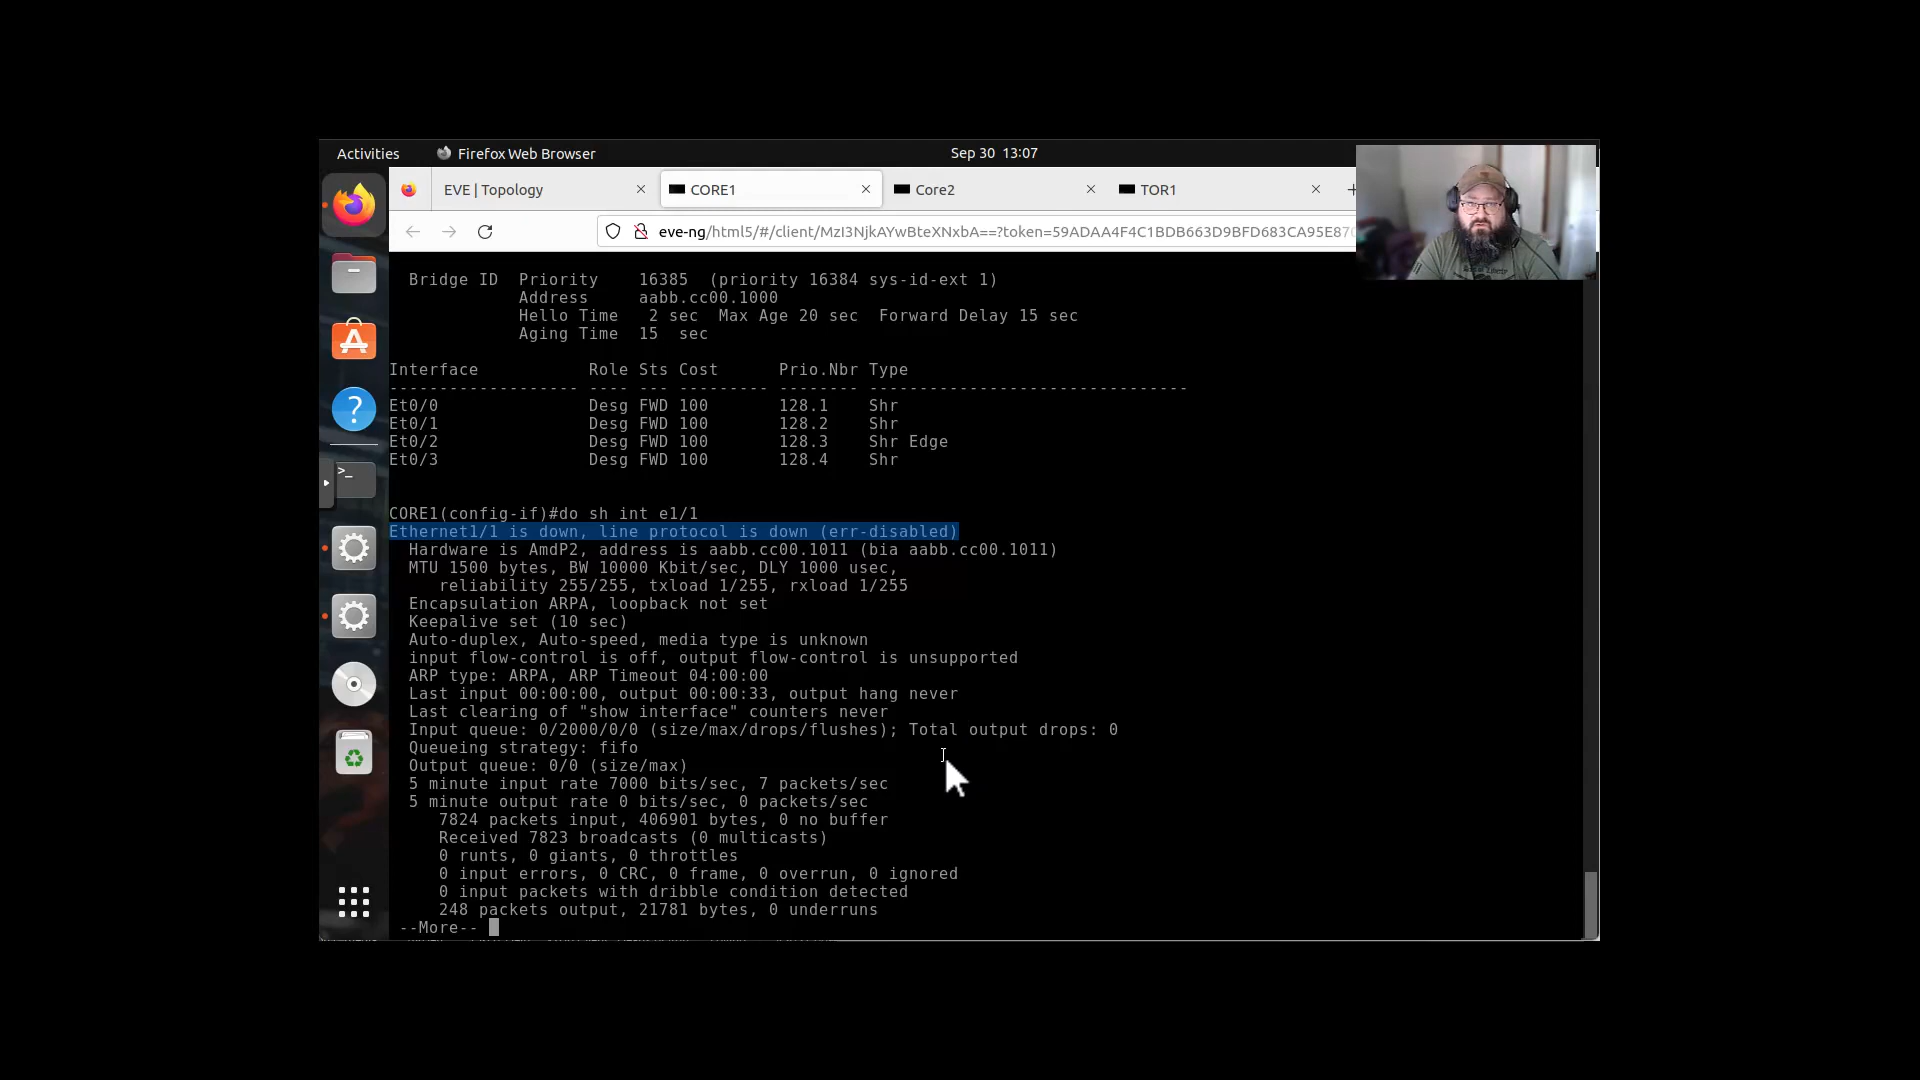 Activities
Firefox Web Browser
Sep 30 13:07
EVE | Topology
CORE1
Core2
TOR1
eve-ng/html5/#/client/MzI3NjkAYwBteXNxbA==?token=59ADAA4F4C1BDB663D9BFD683CA95E87
Bridge ID Priority 16385 (priority 16384 sys-id-ext 1)
Address aabb.cc00.1000
Hello Time 2 sec Max Age 20 sec Forward Delay 15 sec
Aging Time 15 sec
Interface Role Sts Cost Prio.Nbr Type
------------------- ---- --- --------- -------- --------------------------------
Et0/0 Desg FWD 100 128.1 Shr
Et0/1 Desg FWD 100 128.2 Shr
Et0/2 Desg FWD 100 128.3 Shr Edge
Et0/3 Desg FWD 100 128.4 Shr
CORE1(config-if)#do sh int e1/1
Ethernet1/1 is down, line protocol is down (err-disabled)
Hardware is AmdP2, address is aabb.cc00.1011 (bia aabb.cc00.1011)
MTU 1500 bytes, BW 10000 Kbit/sec, DLY 1000 usec,
reliability 255/255, txload 1/255, rxload 1/255
Encapsulation ARPA, loopback not set
Keepalive set (10 sec)
Auto-duplex, Auto-speed, media type is unknown
input flow-control is off, output flow-control is unsupported
ARP type: ARPA, ARP Timeout 04:00:00
Last input 00:00:00, output 00:00:33, output hang never
Last clearing of "show interface" counters never
Input queue: 0/2000/0/0 (size/max/drops/flushes); Total output drops: 0
Queueing strategy: fifo
Output queue: 0/0 (size/max)
5 minute input rate 7000 bits/sec, 7 packets/sec
5 minute output rate 0 bits/sec, 0 packets/sec
7824 packets input, 406901 bytes, 0 no buffer
Received 7823 broadcasts (0 multicasts)
0 runts, 0 giants, 0 throttles
0 input errors, 0 CRC, 0 frame, 0 overrun, 0 ignored
0 input packets with dribble condition detected
248 packets output, 21781 bytes, 0 underruns
--More--